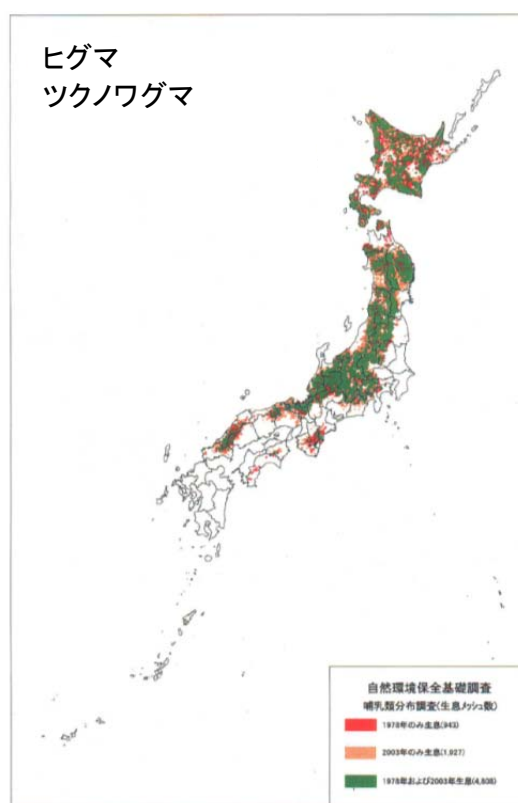 ヒグマ
ツクノワグマ
自然環境保全基礎調査
哺乳類分布調査(生息メッシュ数)
1978年のみ生息(943)
2003年のみ生息(1,927)
1978年および2003年生息(4,808)